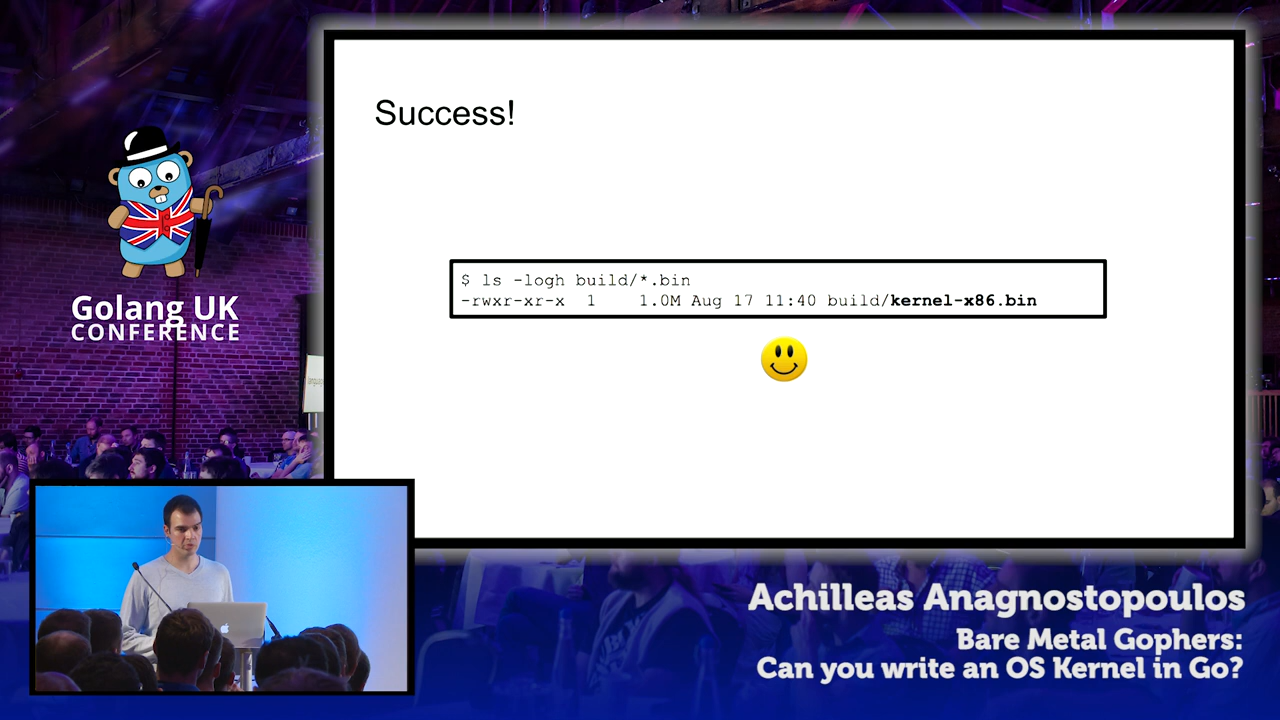 Success!
$ ls -logh build/*.bin
-rwxr-xr-x 1 1.0M Aug 17 11:40 build/kernel-x86.bin
Golang UK
CONFERENCE
Achilleas Anagnostopoulos
Bare Metal Gophers:
Can you write an OS Kernel in Go?